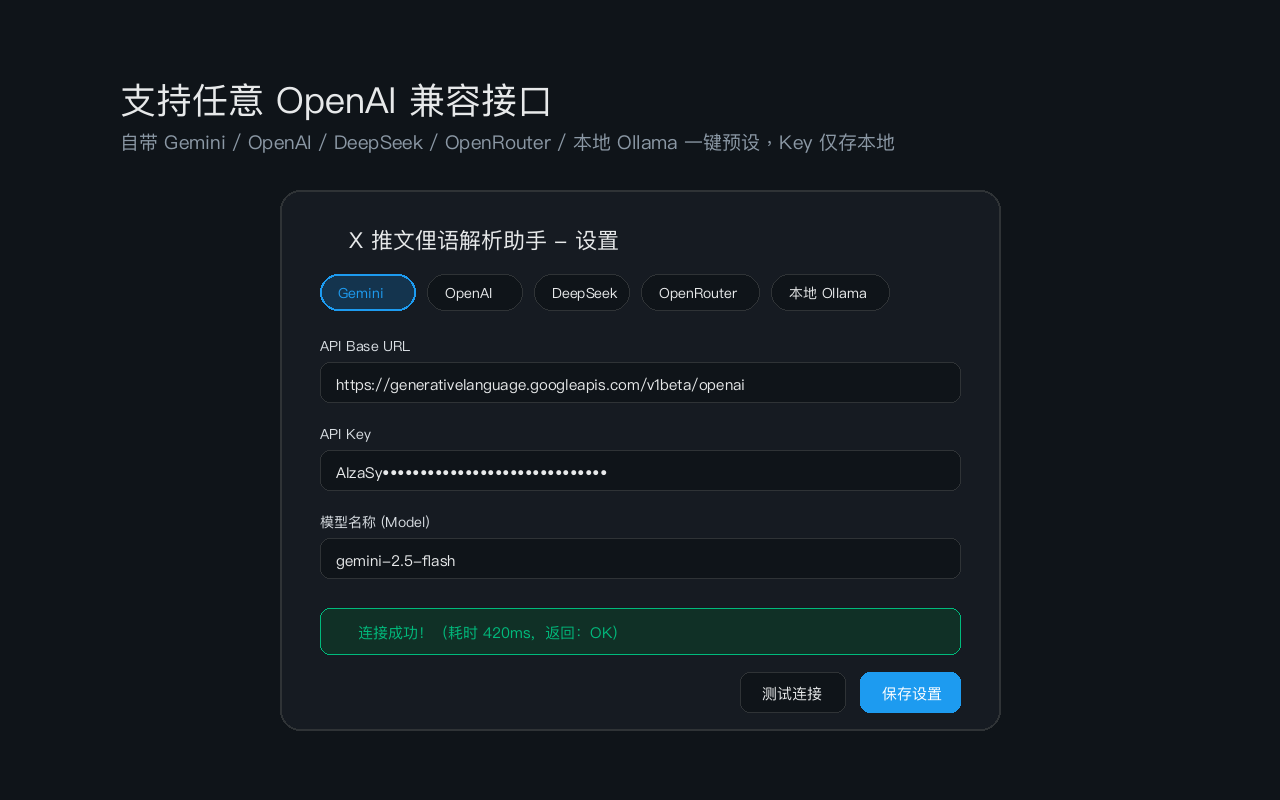 支持任意 OpenAI 兼容接口
自带 Gemini / OpenAI / DeepSeek / OpenRouter / 本地 Ollama 一键预设，Key 仅存本地
X 推文俚语解析助手 – 设置
Gemini OpenAI DeepSeek OpenRouter 本地 Ollama
API Base URL
https://generativelanguage.googleapis.com/v1beta/openai
API Key
AIzaSy••••••••••••••••••••••••••••••
模型名称 (Model)
gemini-2.5-flash
连接成功！（耗时 420ms，返回：OK）
测试连接 保存设置